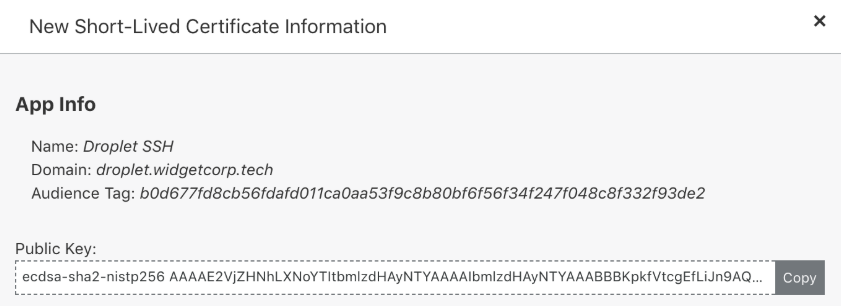 New Short-Lived Certificate Information
×
App Info
Name: Droplet SSH
Domain: droplet.widgetcorp.tech
Audience Tag: b0d677fd8cb56fdafd011ca0aa53f9c8b80bf6f56f34f247f048c8f332f93de2
Public Key:
ecdsa-sha2-nistp256 AAAAE2VjZHNhLXNoYTItbmlzdHAyNTYAAAAIbmlzdHAyNTYAAABBBKpkfVtcgEfLiJn9AQ... Copy